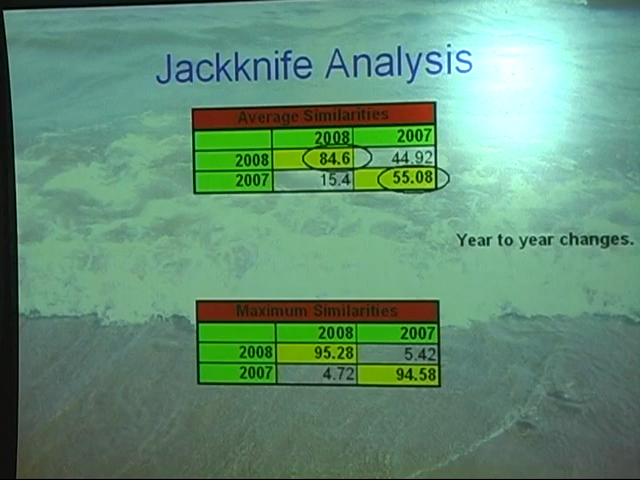 Jackknife Analysis
Average Similarities
2008 2007
2008 84.6 44.92
2007 15.4 55.08
Year to year changes.
Maximum Similarities
2008 2007
2008 95.28 5.42
2007 4.72 94.58